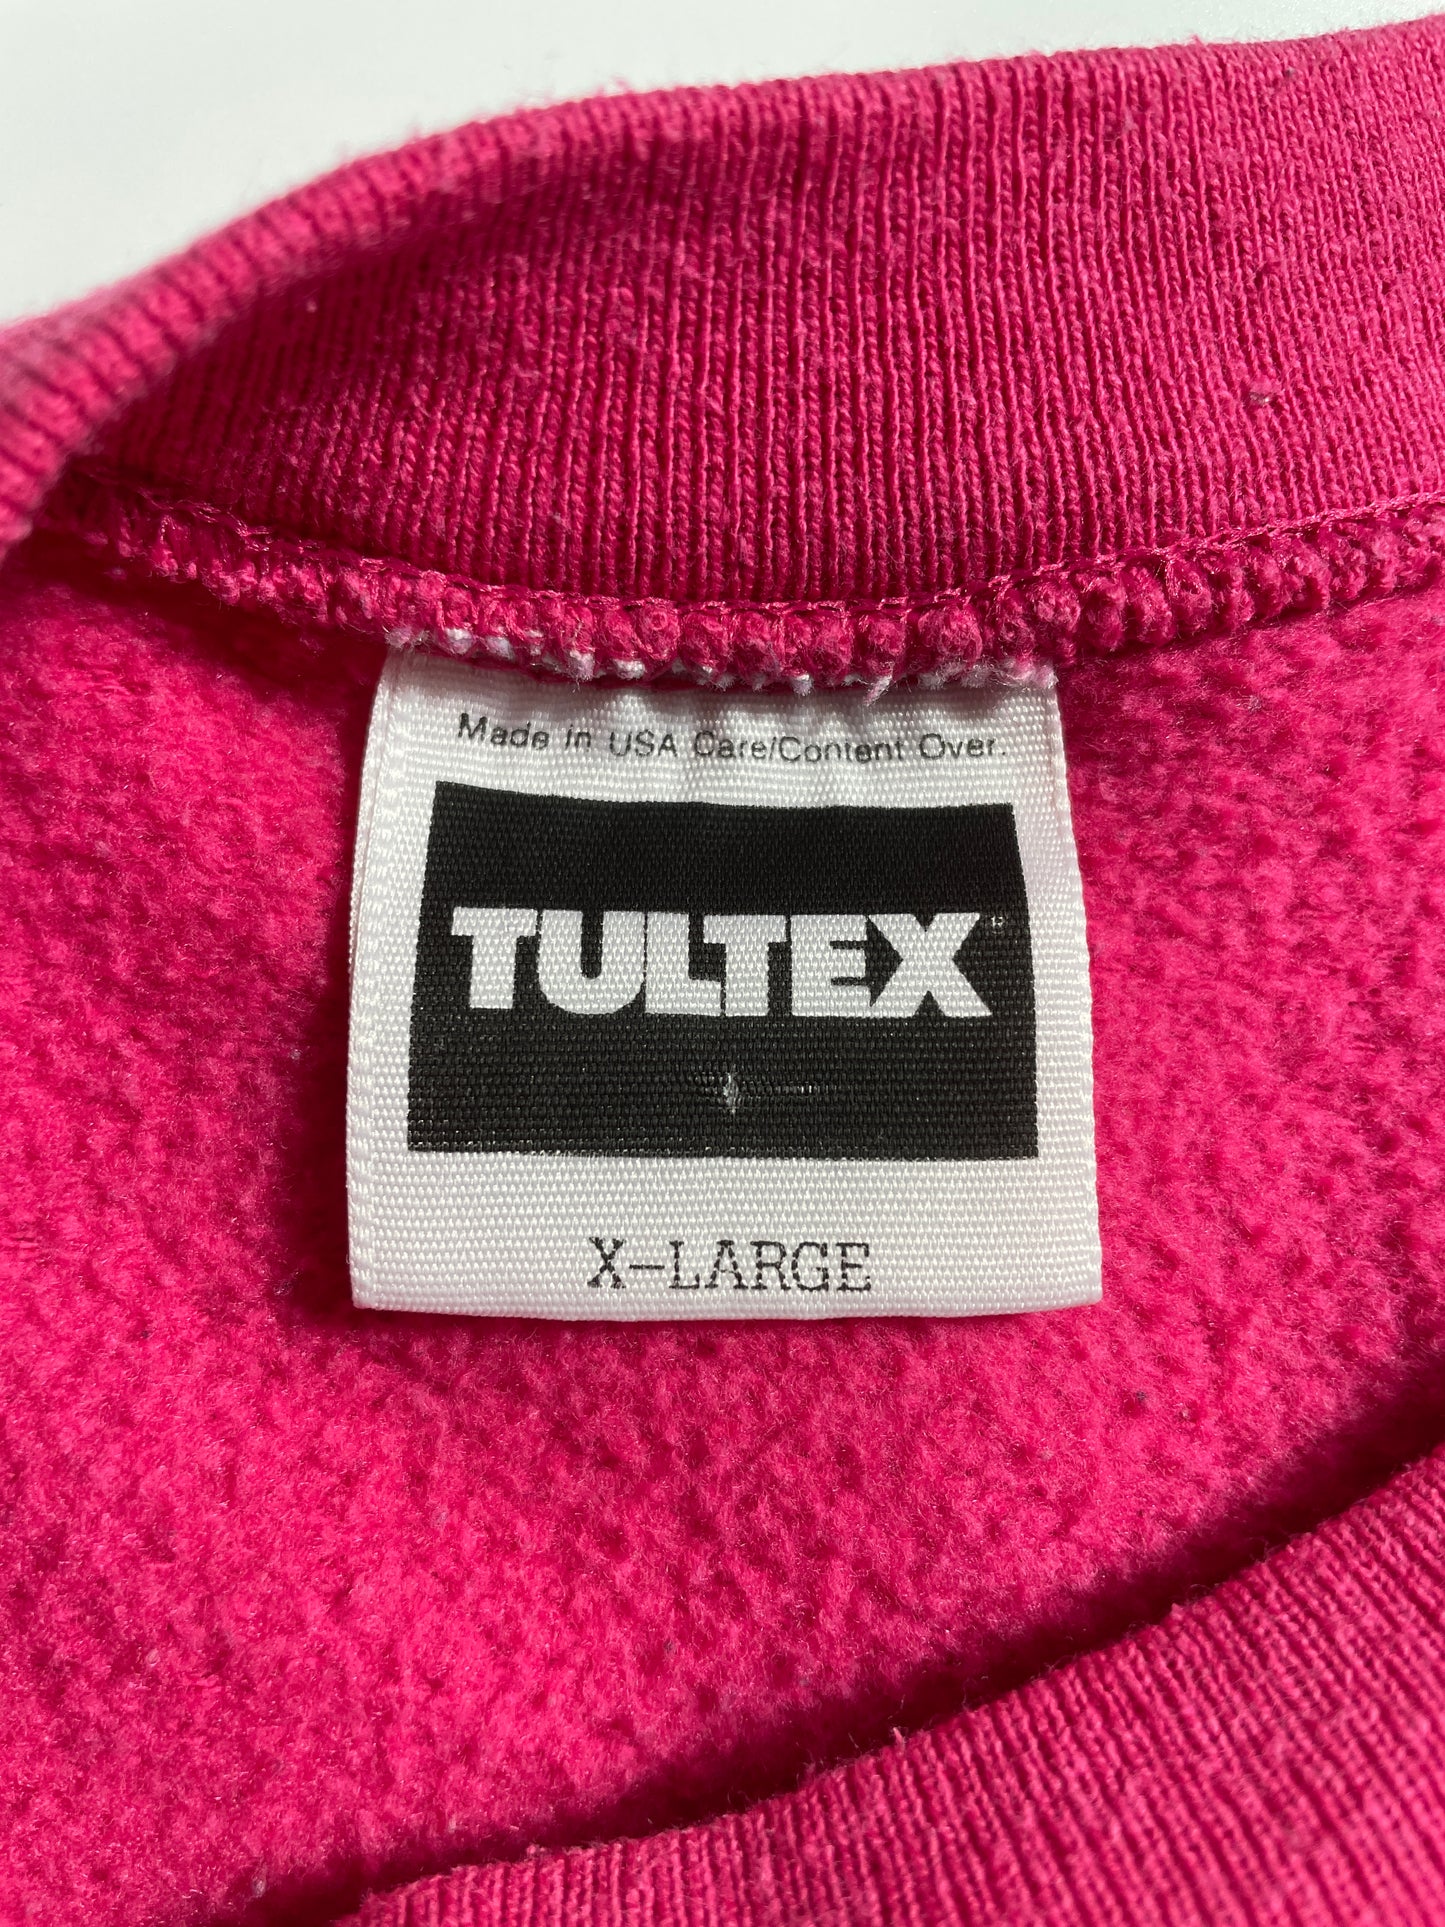 Made in USA Care/Content Over.
TULTEX®
X-LARGE